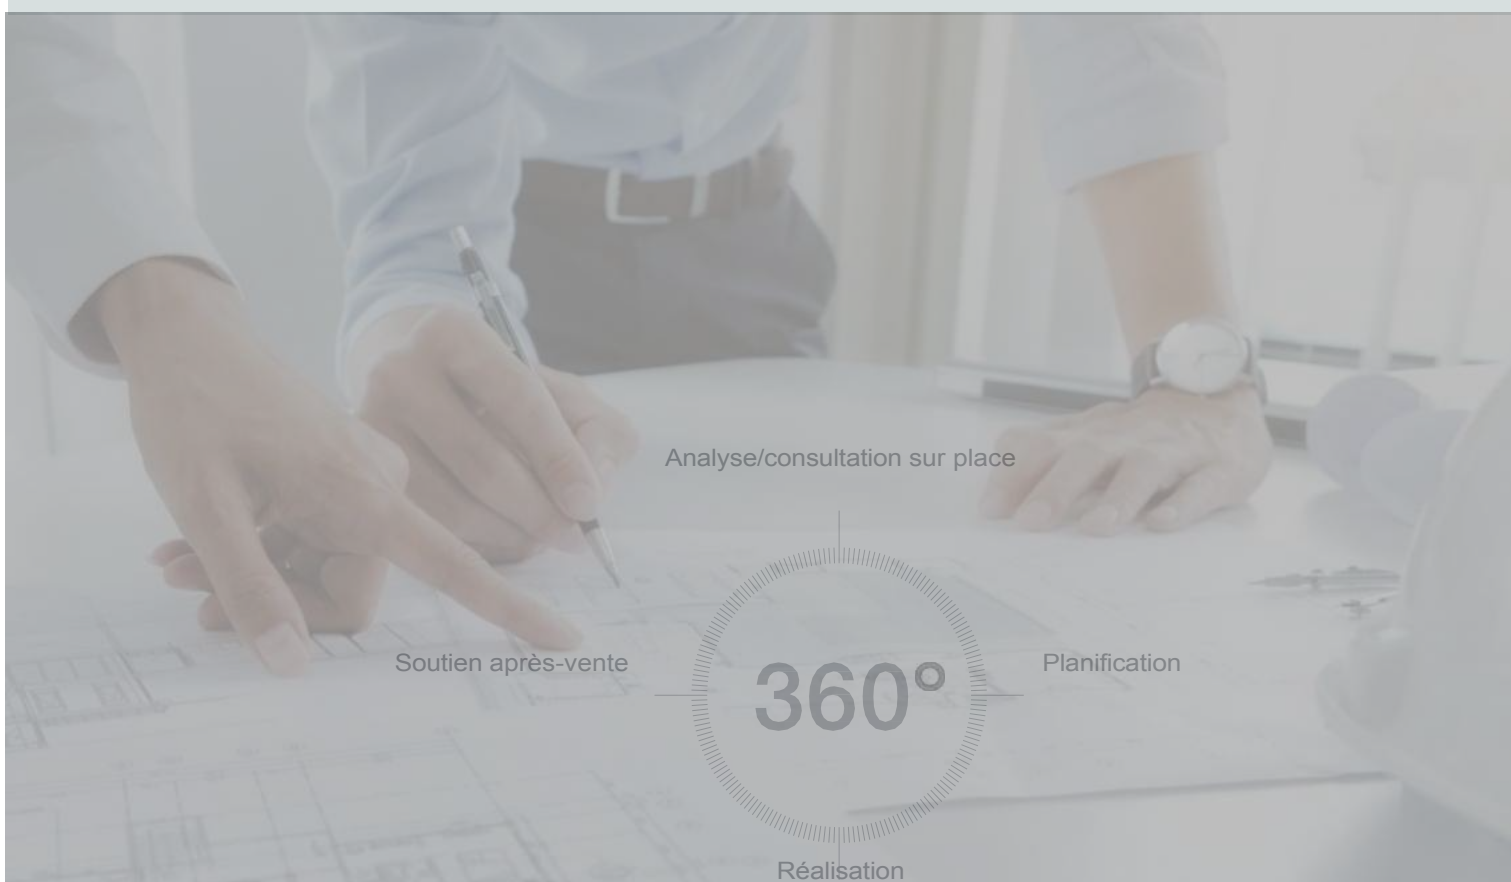 Analyse/consultation sur place
Soutien après-vente
360°
Planification
Réalisation